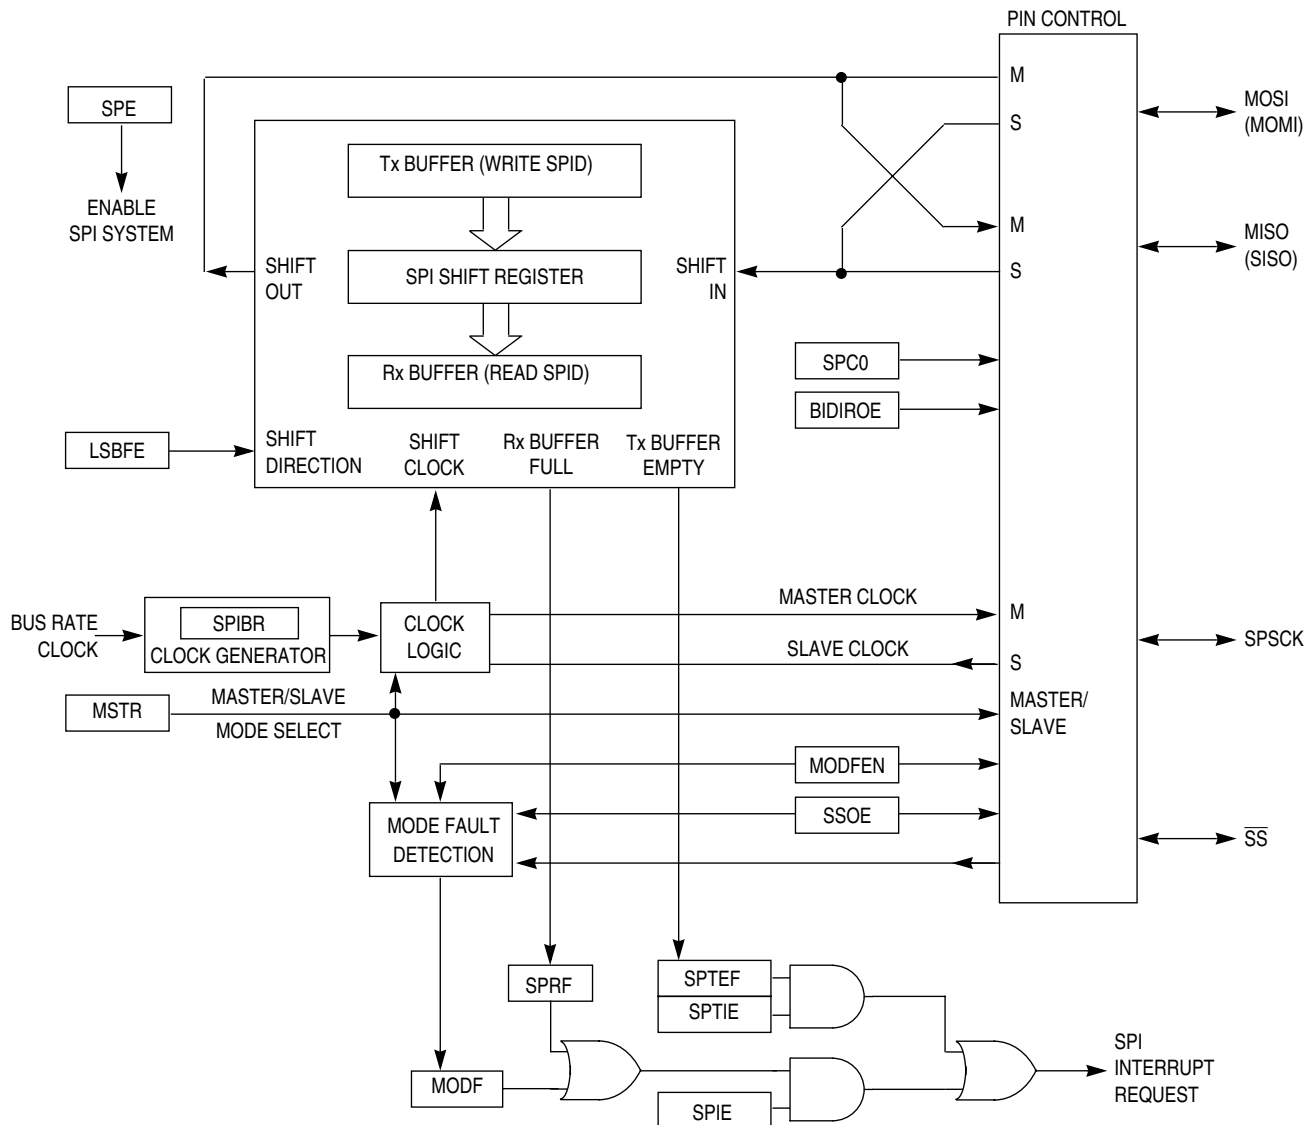 PIN CONTROL
M
MOSI
(MOMI)
SPE
S
Tx BUFFER (WRITE SPID)
ENABLE
SPI SYSTEM
M
MISO
(SISO)
SHIFT
OUT
SPI SHIFT REGISTER
SHIFT
IN
S
SPC0
Rx BUFFER (READ SPID)
BIDIROE
LSBFE
SHIFT
DIRECTION
SHIFT
CLOCK
Rx BUFFER
FULL
Tx BUFFER
EMPTY
MASTER CLOCK
M
BUS RATE
CLOCK
SPIBR
CLOCK GENERATOR
CLOCK
LOGIC
SLAVE CLOCK
S
SPSCK
MSTR
MASTER/SLAVE
MODE SELECT
MASTER/
SLAVE
MODFEN
SSOE
MODE FAULT
DETECTION
SS
SPRF
SPTEF
SPTIE
MODF
SPIE
SPI
INTERRUPT
REQUEST